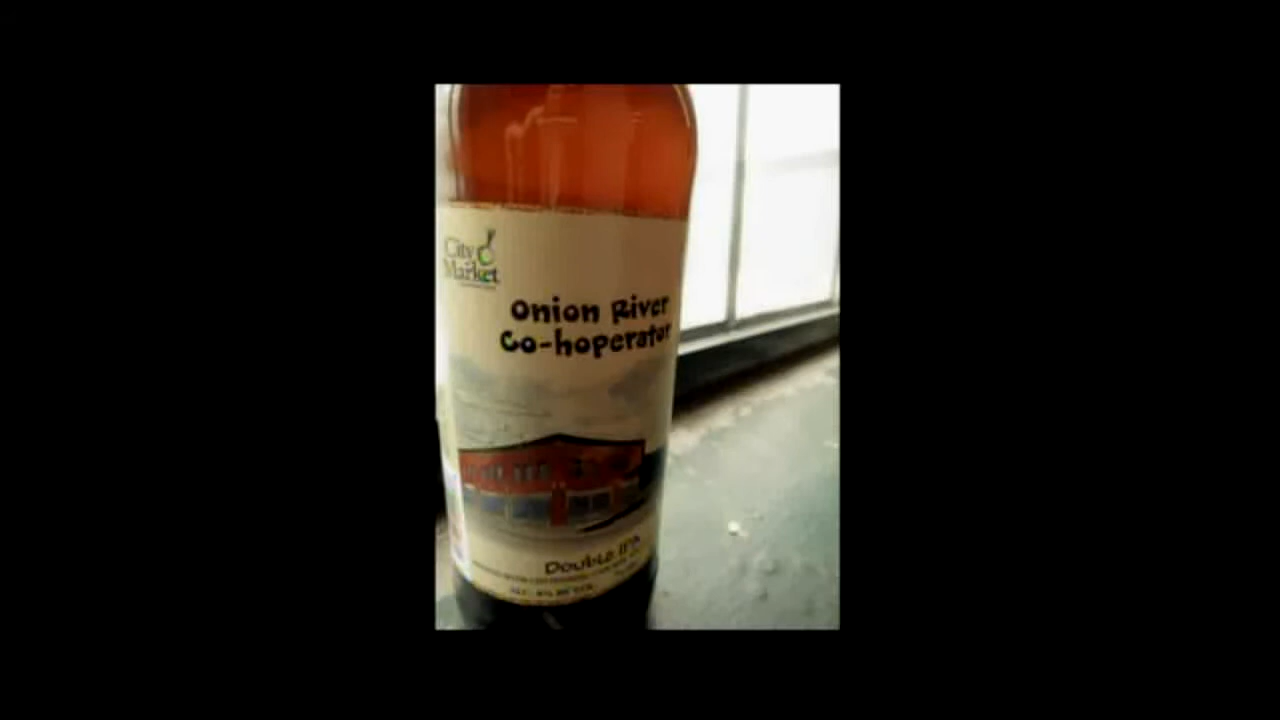 City
Market
Onion River
Co-hoperator
Double IPA